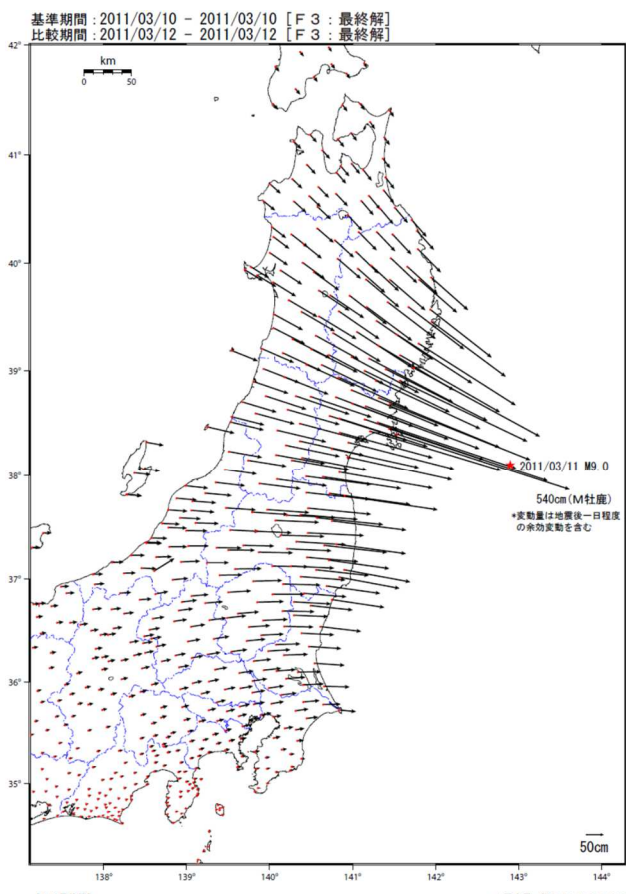 基準期間:2011/03/10 - 2011/03/10 [F3:最終解]
比較期間:2011/03/12 - 2011/03/12 [F3:最終解]
42°
km
0 50
41°
40°
39°
38°
2011/03/11 M9.0
540cm(M牡鹿)
*変動量は地震後一日程度
の余効変動を含む
37°
36°
35°
50cm
138° 139° 140° 141° 142° 143° 144°